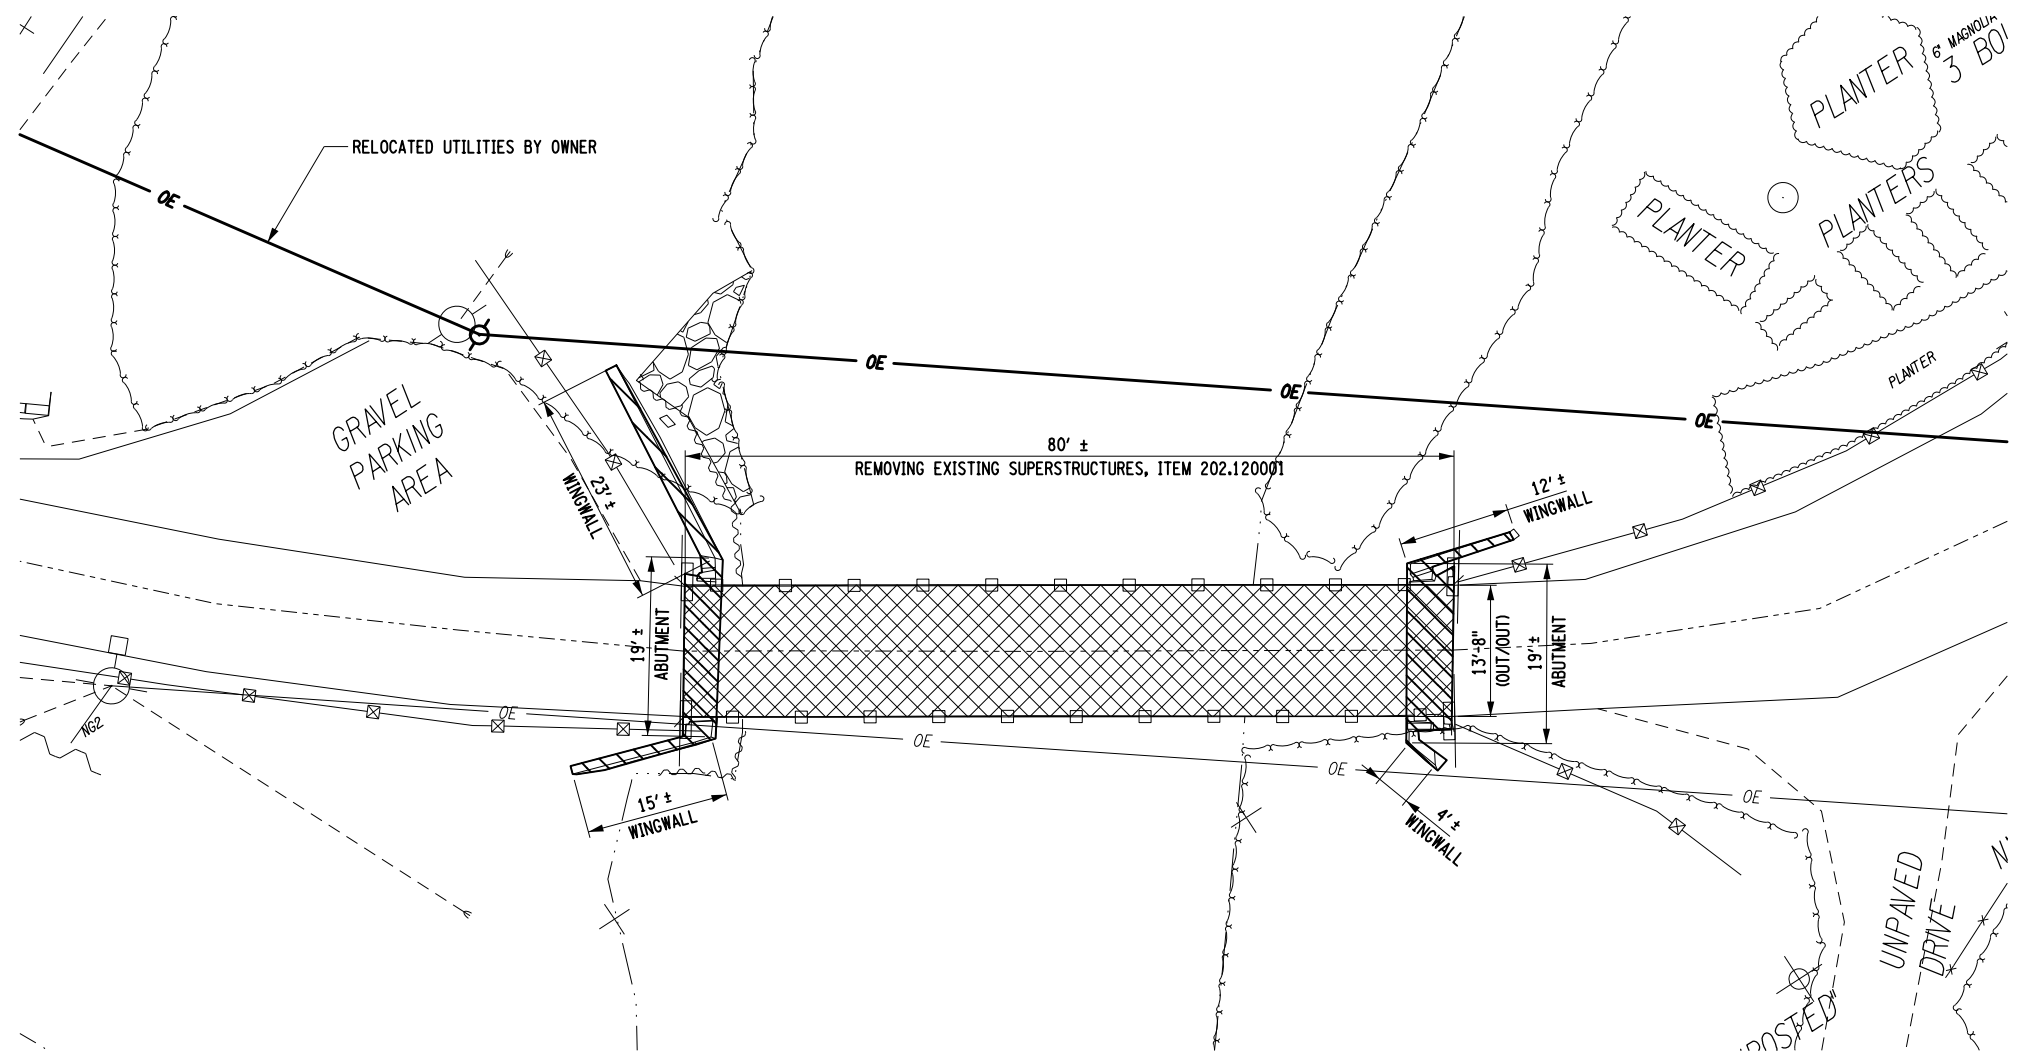 6' MAGNOLIA
3
PLANTER
RELOCATED UTILITIES BY OWNER
OE
PLANTERS
PLANTER
OE
OE
PLANTER
OE
GRAVEL
PARKING
AREA
80' ±
REMOVING EXISTING SUPERSTRUCTURES, ITEM 202.120001
23' ±
WINGWALL
12' ±
WINGWALL
19' ±
ABUTMENT
13'-8"
(OUT/OUT)
19' ±
ABUTMENT
NG2
OE
OE
OE
OE
15' ±
WINGWALL
4' ±
WINGWALL
UNPAVED
DRIVE